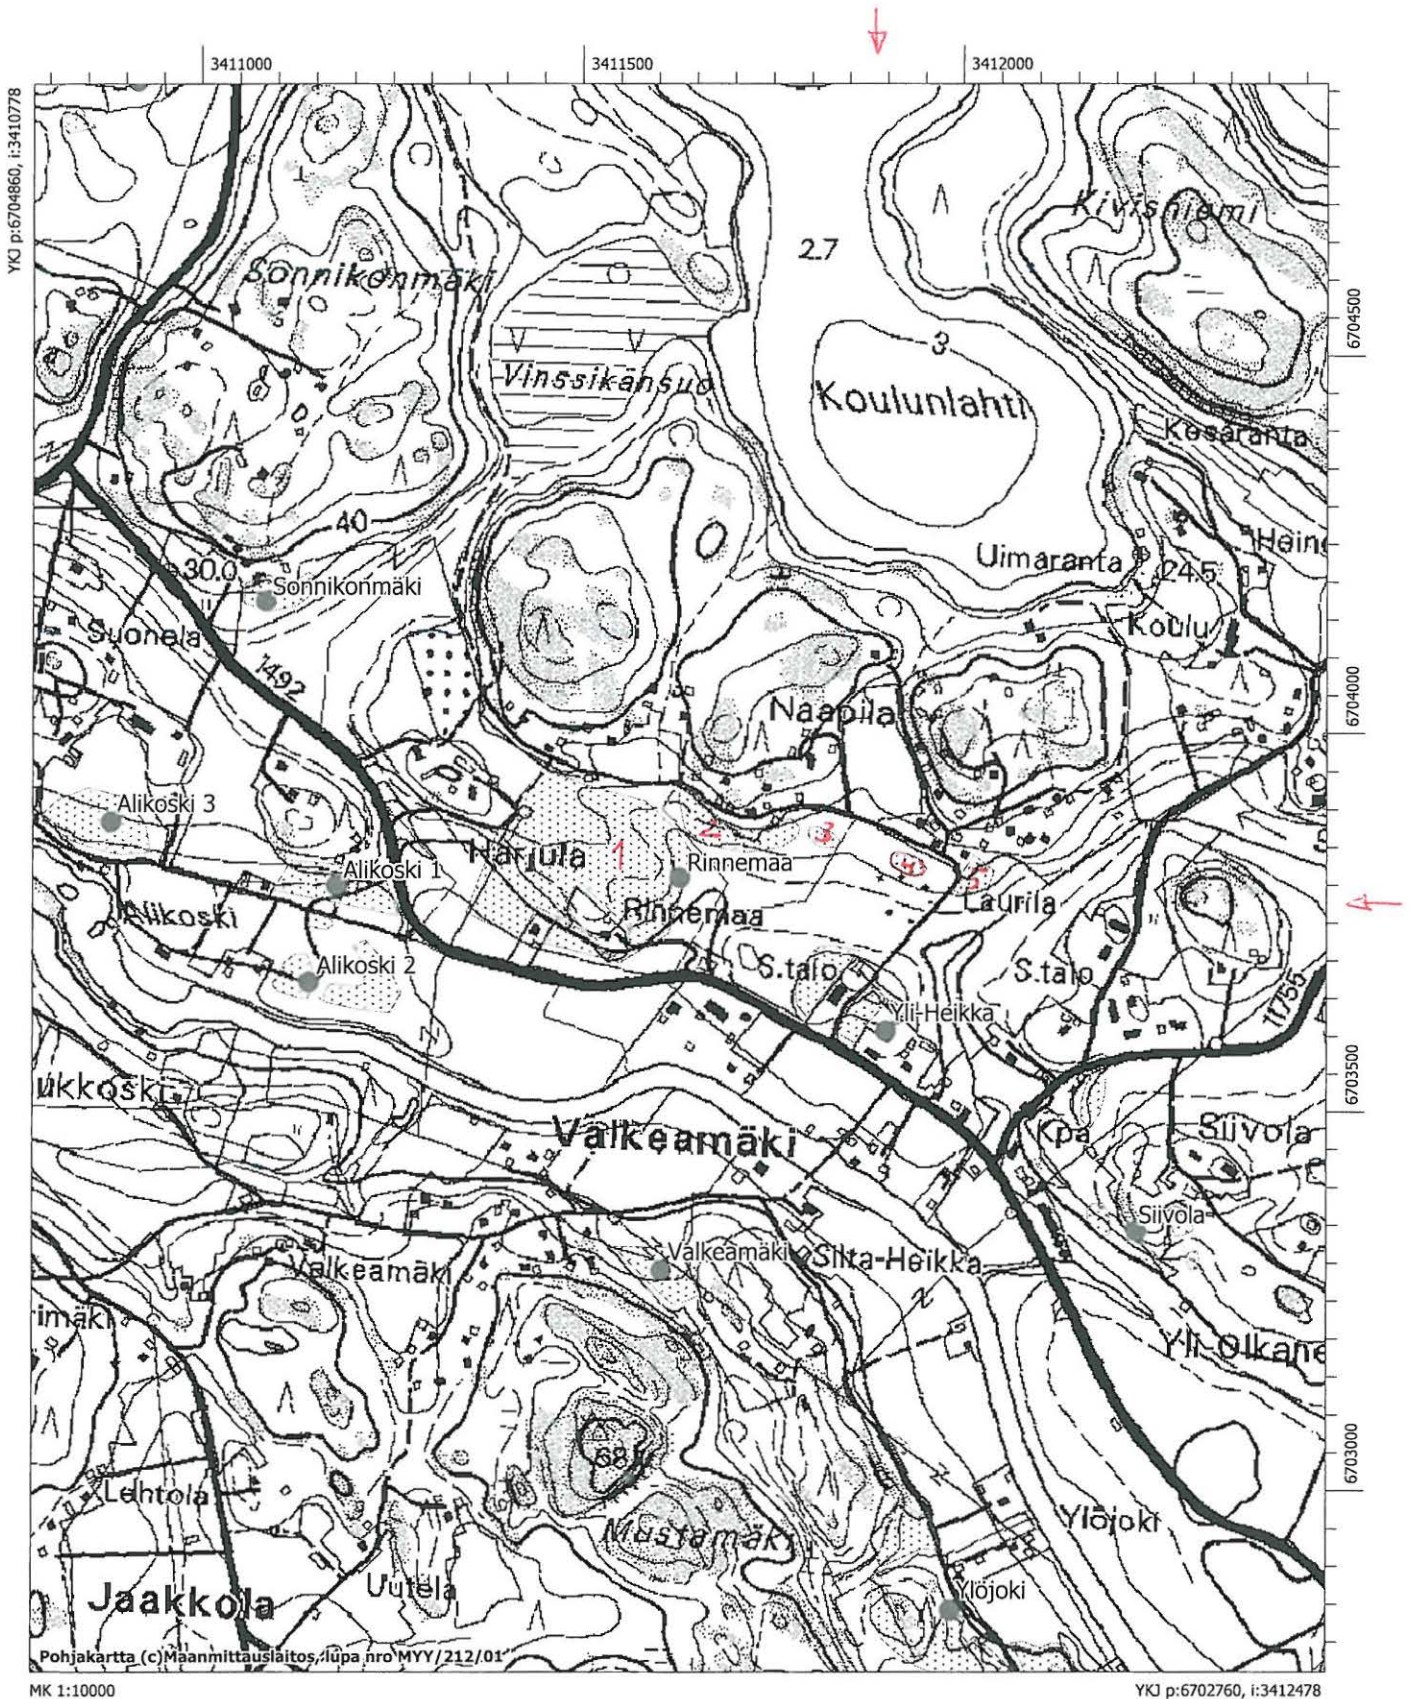 3411000
3411500
3412000
YKJ p:6704860, i:3410778
Kivisniemi
2.7
Sonnikonmäki
6704500
3
Vinssikansuo
Koulunlahti
Kesäranta
40
Uimaranta
Hein
30.0
24.5
Sonnikonmäki
Suonela
Koulu
1492
6704000
Naapila
Alikoski 3
2
3
Harjula
1
Rinnemaa
4
5
Alikoski 1
Laurila
Alikoski
Rinnemaa
S.talo
S.talo
Alikoski 2
11755
Yli-Heikka
6703500
ukkoski
Valkeamäki
Kpa
Siivola
Siivola
Valkeamäki
Silta-Heikka
Valkeamäki
rimäki
Yli-Olkane
68.
6703000
Lehtola
Mustamäki
Ylöjoki
Uutela
Jaakkola
Ylöjoki
Pohjakartta (c)Maanmittauslaitos, lupa nro MYY/212/01
MK 1:10000
YKJ p:6702760, i:3412478